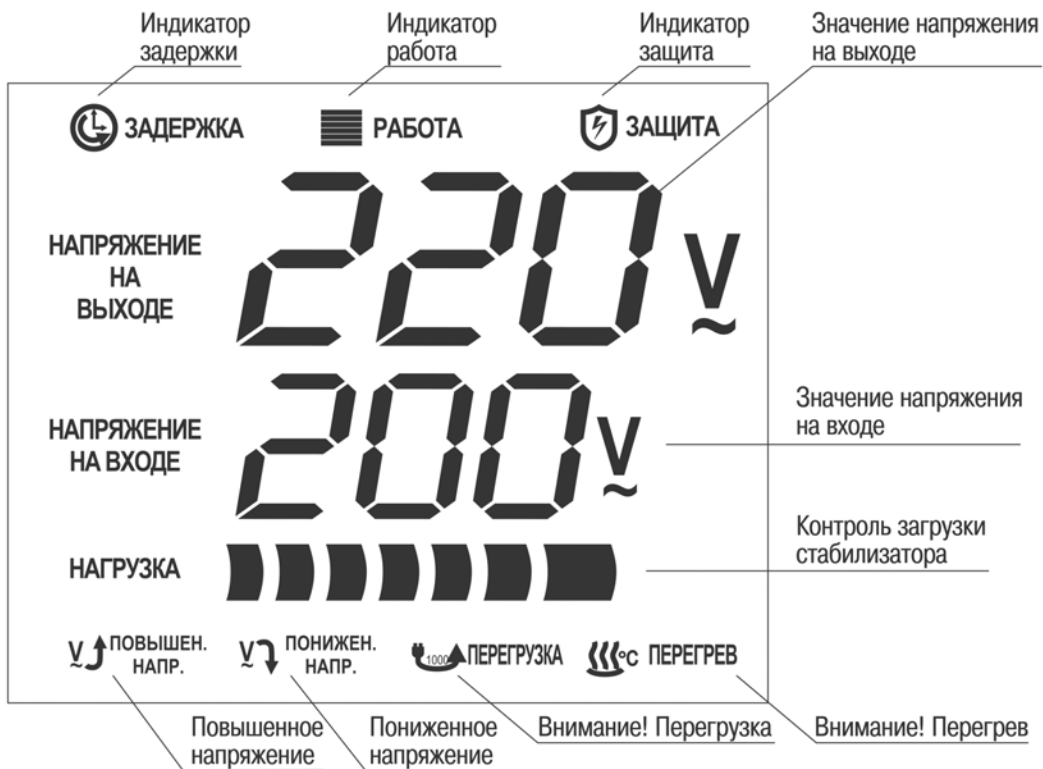 Индикатор задержки
Индикатор работа
Индикатор защита
Значение напряжения на выходе
ЗАДЕРЖКА
РАБОТА
ЗАЩИТА
НАПРЯЖЕНИЕ
НА
ВЫХОДЕ
220 V
~
НАПРЯЖЕНИЕ
НА ВХОДЕ
200 V
~
Значение напряжения
на входе
НАГРУЗКА
Контроль загрузки
стабилизатора
V
~
ПОВЫШЕН.
НАПР.
V
~
ПОНИЖЕН.
НАПР.
1000
ПЕРЕГРУЗКА
°C ПЕРЕГРЕВ
Повышенное
напряжение
Пониженное
напряжение
Внимание! Перегрузка
Внимание! Перегрев